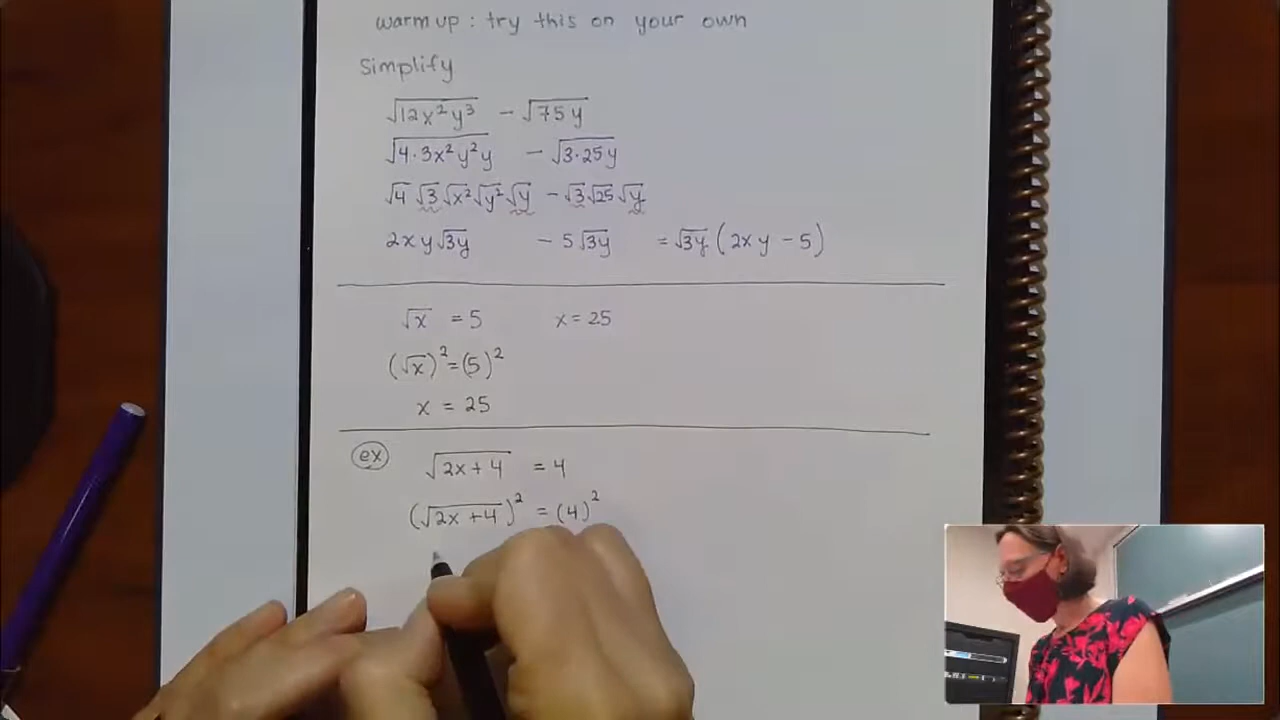 warm up : try this on your own
Simplify
√12x²y³ - √75y
√4·3x²y²y - √3·25y
√4 √3 √x² √y² √y - √3 √25 √y
2xy√3y - 5√3y = √3y (2xy - 5)
√x = 5 x = 25
(√x)² = (5)²
x = 25
ex √2x+4 = 4
(√2x+4)² = (4)²